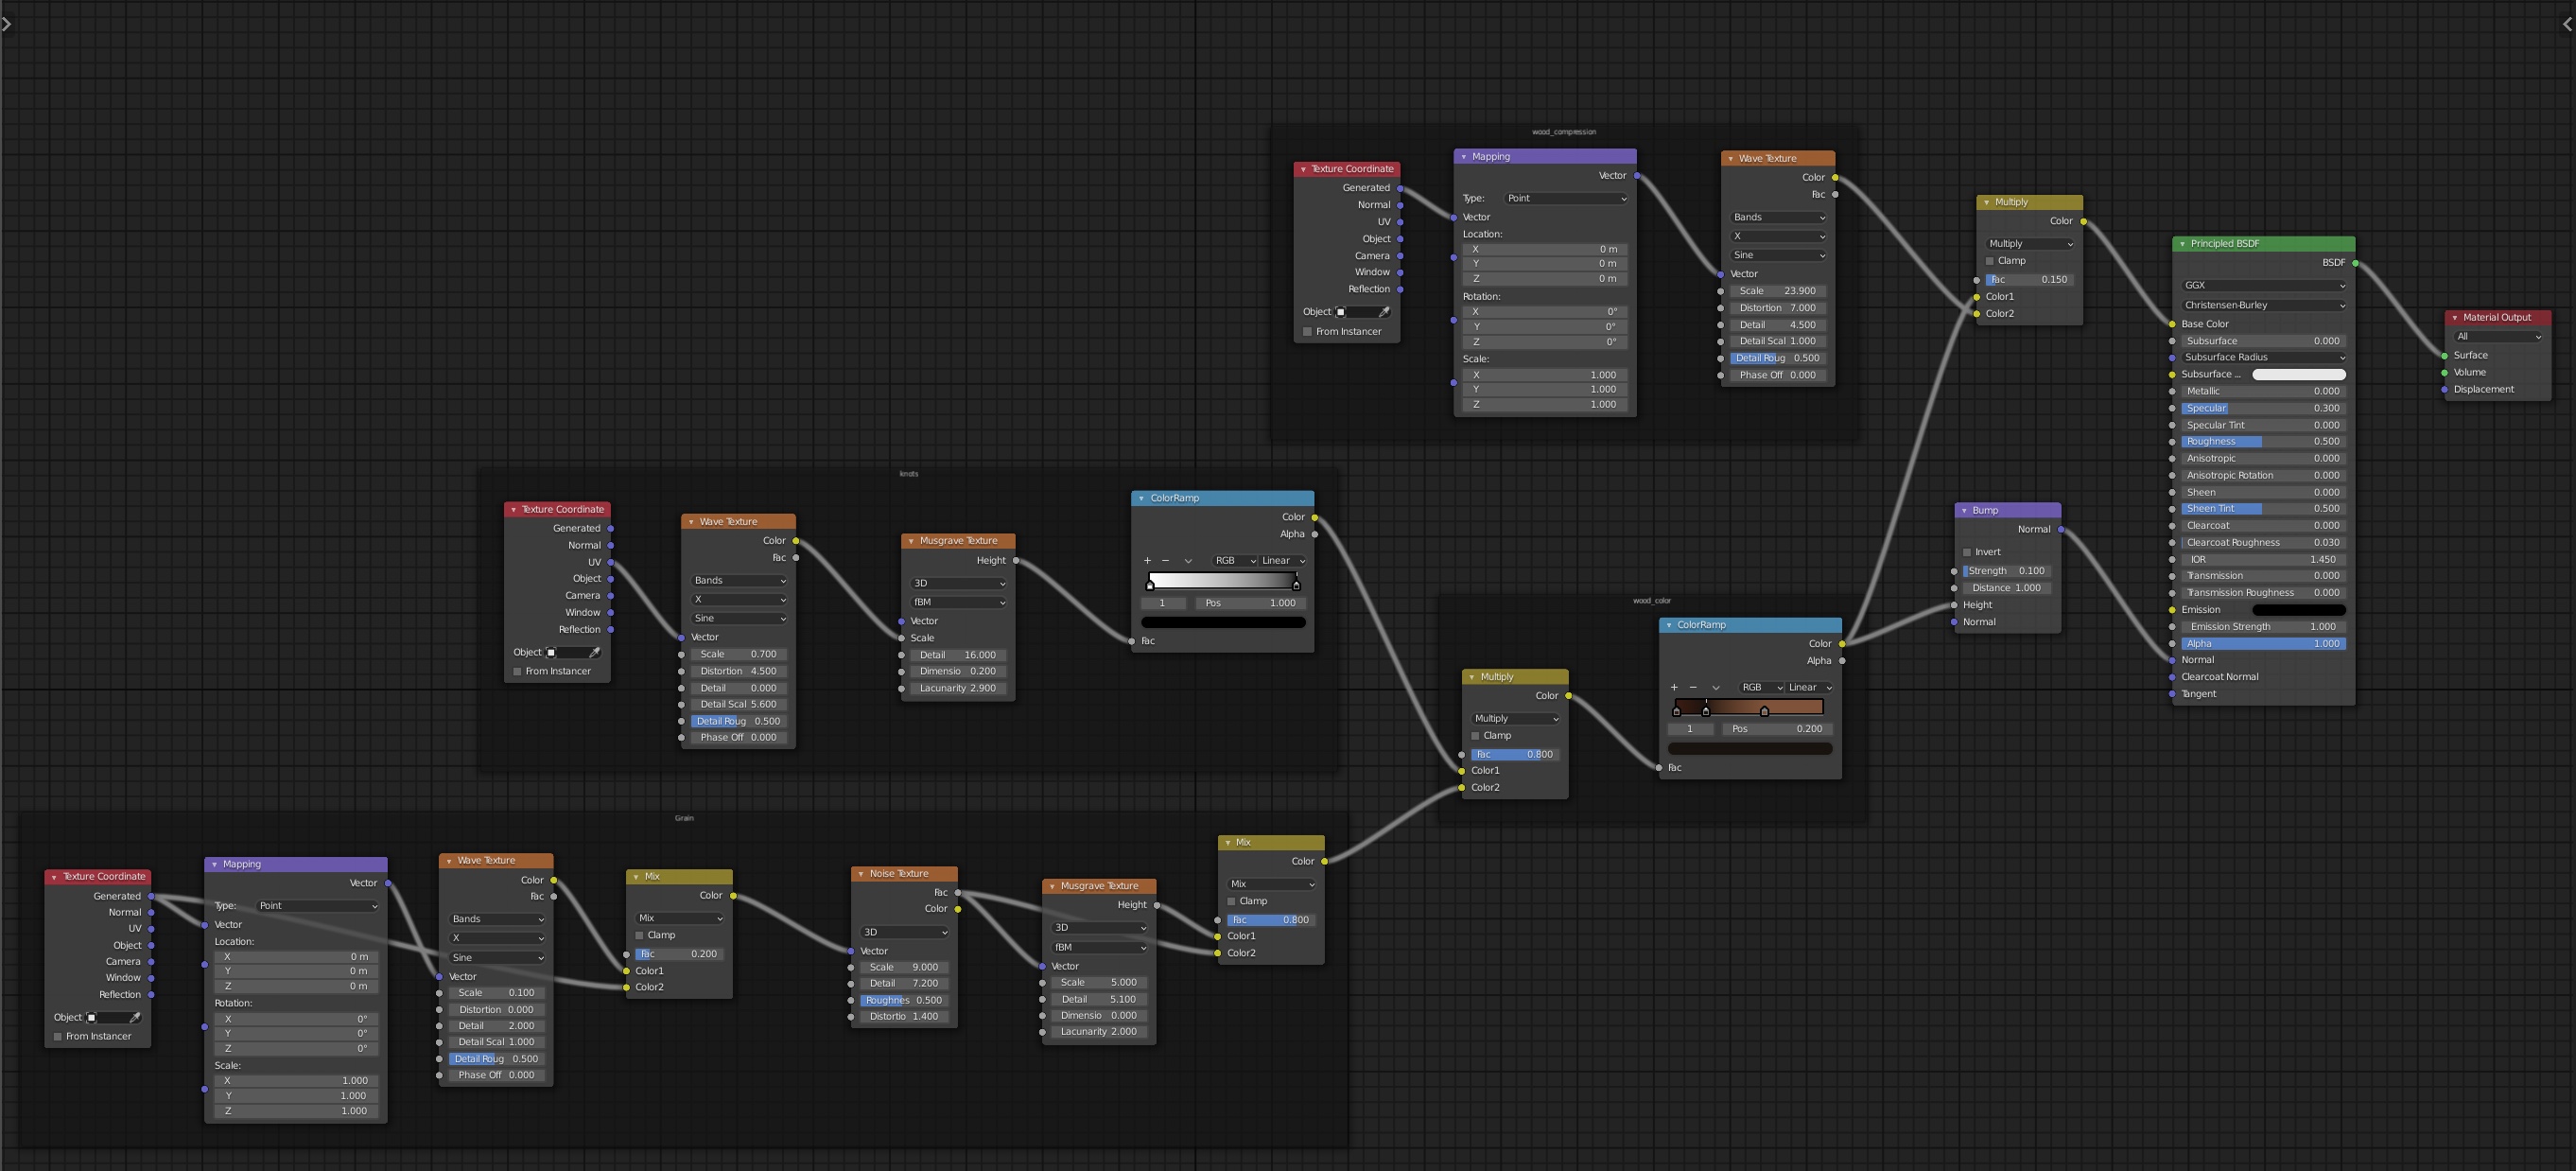 wood_compression
Texture Coordinate
Generated
Normal
UV
Object
Camera
Window
Reflection
Object
From Instancer
Mapping
Vector
Type: Point
Vector
Location:
X 0 m
Y 0 m
Z 0 m
Rotation:
X 0°
Y 0°
Z 0°
Scale:
X 1.000
Y 1.000
Z 1.000
Wave Texture
Color
Fac
Bands
X
Sine
Vector
Scale 23.900
Distortion 7.000
Detail 4.500
Detail Scal 1.000
Detail Roug 0.500
Phase Off 0.000
Multiply
Color
Multiply
Clamp
Fac 0.150
Color1
Color2
Principled BSDF
BSDF
GGX
Christensen-Burley
Base Color
Subsurface 0.000
Subsurface Radius
Subsurface ...
Metallic 0.000
Specular 0.300
Specular Tint 0.000
Roughness 0.500
Anisotropic 0.000
Anisotropic Rotation 0.000
Sheen 0.000
Sheen Tint 0.500
Clearcoat 0.000
Clearcoat Roughness 0.030
IOR 1.450
Transmission 0.000
Transmission Roughness 0.000
Emission
Emission Strength 1.000
Alpha 1.000
Normal
Clearcoat Normal
Tangent
Material Output
All
Surface
Volume
Displacement
knots
Texture Coordinate
Generated
Normal
UV
Object
Camera
Window
Reflection
Object
From Instancer
Wave Texture
Color
Fac
Bands
X
Sine
Vector
Scale 0.700
Distortion 4.500
Detail 0.000
Detail Scal 5.600
Detail Roug 0.500
Phase Off 0.000
Musgrave Texture
Height
3D
fBM
Vector
Scale
Detail 16.000
Dimensio 0.200
Lacunarity 2.900
ColorRamp
Color
Alpha
+ − RGB Linear
1 Pos 1.000
Fac
Bump
Normal
Invert
Strength 0.100
Distance 1.000
Height
Normal
wood_color
Multiply
Color
Multiply
Clamp
Fac 0.800
Color1
Color2
ColorRamp
Color
Alpha
+ − RGB Linear
1 Pos 0.200
Fac
Grain
Texture Coordinate
Generated
Normal
UV
Object
Camera
Window
Reflection
Object
From Instancer
Mapping
Vector
Type: Point
Vector
Location:
X 0 m
Y 0 m
Z 0 m
Rotation:
X 0°
Y 0°
Z 0°
Scale:
X 1.000
Y 1.000
Z 1.000
Wave Texture
Color
Fac
Bands
X
Sine
Vector
Scale 0.100
Distortion 0.000
Detail 2.000
Detail Scal 1.000
Detail Roug 0.500
Phase Off 0.000
Mix
Color
Mix
Clamp
Fac 0.200
Color1
Color2
Noise Texture
Fac
Color
3D
Vector
Scale 9.000
Detail 7.200
Roughnes 0.500
Distortio 1.400
Musgrave Texture
Height
3D
fBM
Vector
Scale 5.000
Detail 5.100
Dimensio 0.000
Lacunarity 2.000
Mix
Color
Mix
Clamp
Fac 0.800
Color1
Color2